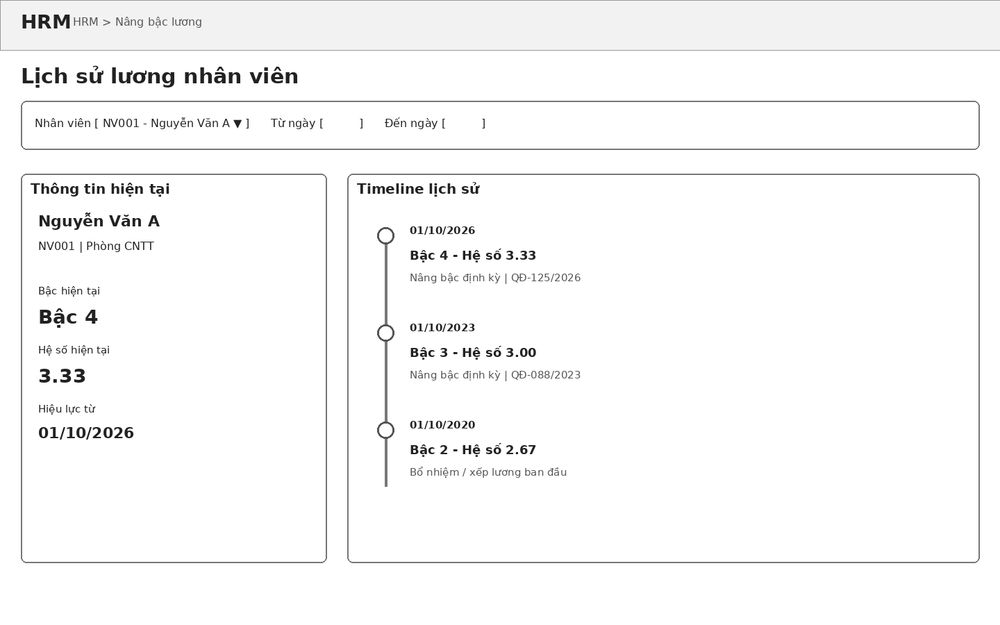 HRM HRM > Nâng bậc lương
Lịch sử lương nhân viên
Nhân viên [ NV001 - Nguyễn Văn A ▼ ] Từ ngày [ ] Đến ngày [ ]
Thông tin hiện tại
Nguyễn Văn A
NV001 | Phòng CNTT
Bậc hiện tại
Bậc 4
Hệ số hiện tại
3.33
Hiệu lực từ
01/10/2026
Timeline lịch sử
01/10/2026
Bậc 4 - Hệ số 3.33
Nâng bậc định kỳ | QĐ-125/2026
01/10/2023
Bậc 3 - Hệ số 3.00
Nâng bậc định kỳ | QĐ-088/2023
01/10/2020
Bậc 2 - Hệ số 2.67
Bổ nhiệm / xếp lương ban đầu